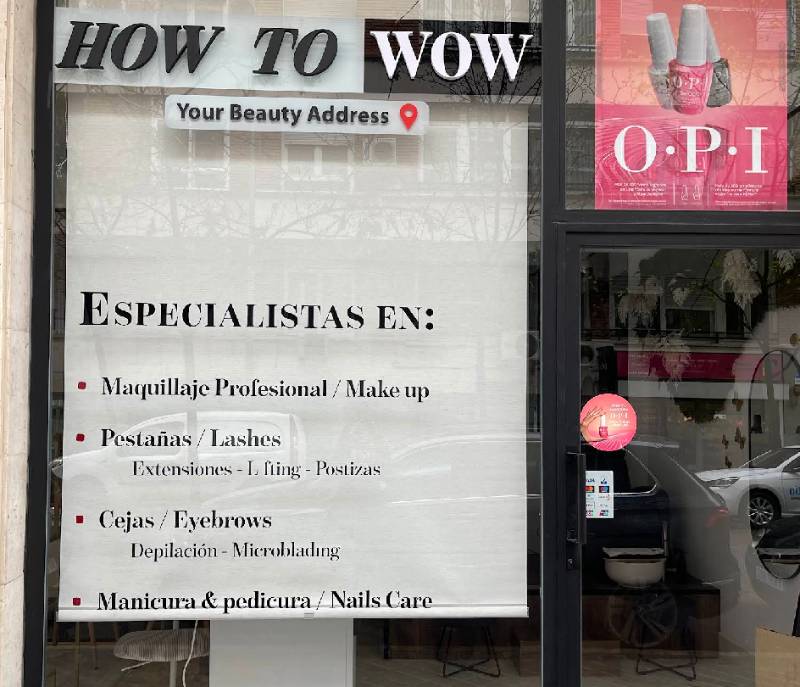 HOW TO WOW
Your Beauty Address
O·P·I
O·P·I
ESPECIALISTAS EN:
Maquillaje Profesional / Make up
Pestañas / Lashes
Extensiones - Lifting - Postizas
Cejas / Eyebrows
Depilación - Microblading
Manicura & pedicura / Nails Care
O·P·I